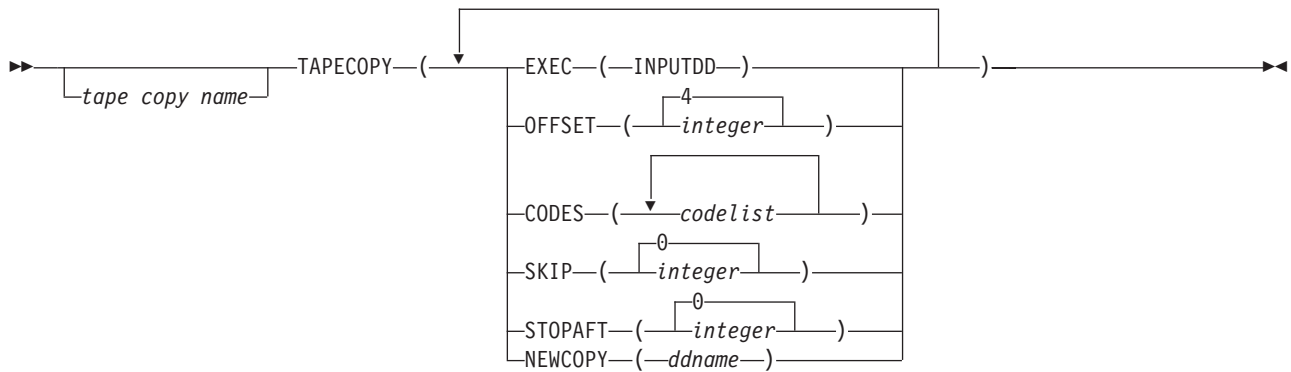 TAPECOPY ( EXEC ( INPUTDD ) )
tape copy name
4
OFFSET ( integer )
CODES ( codelist )
0
SKIP ( integer )
0
STOPAFT ( integer )
NEWCOPY ( ddname )